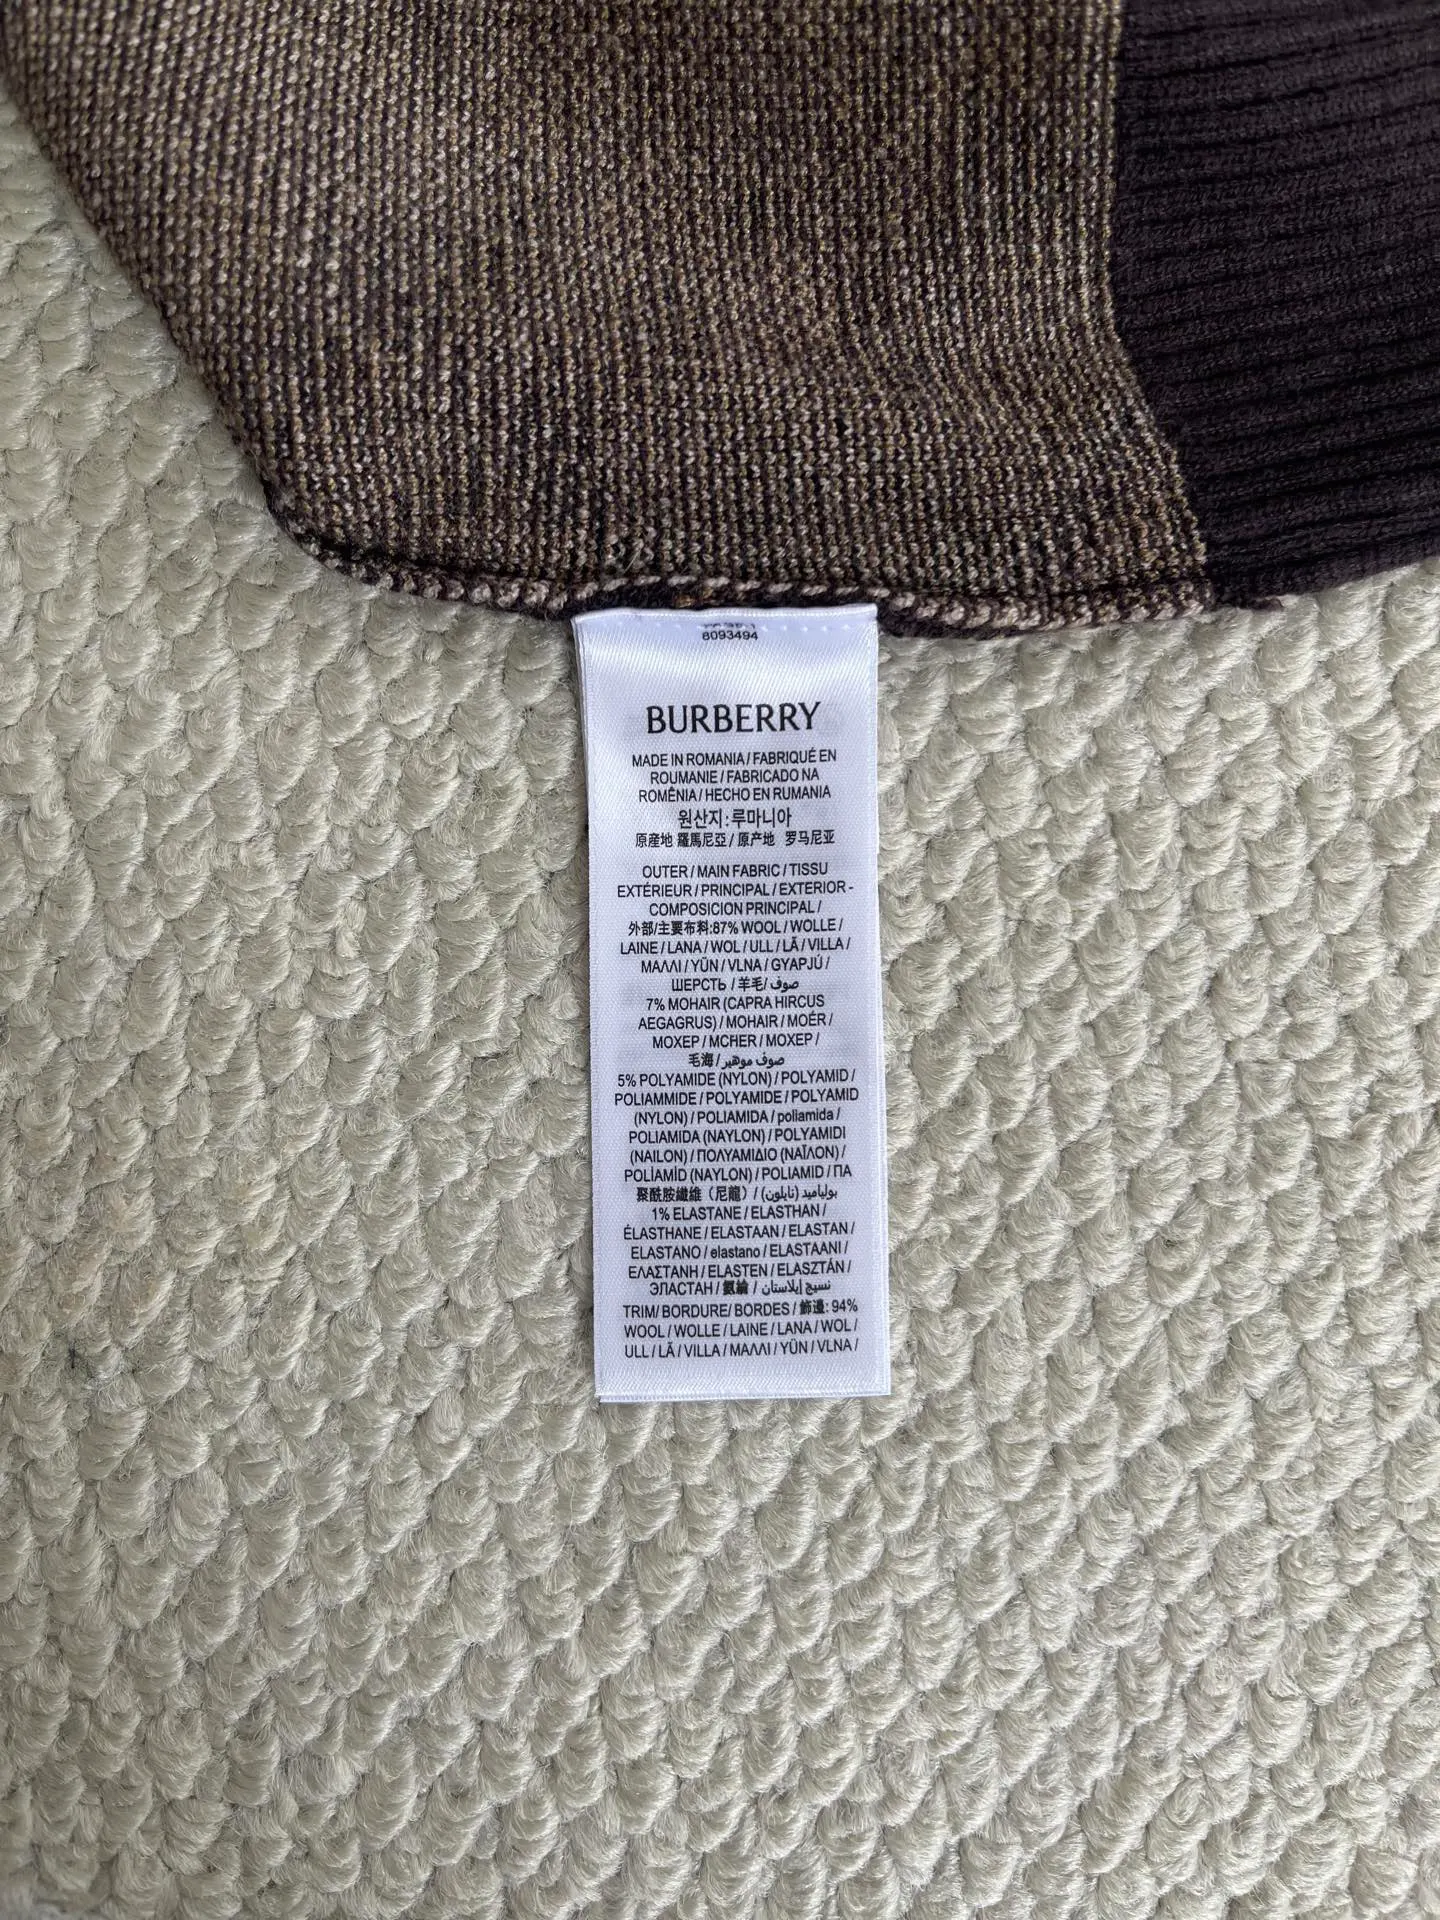 8093494
BURBERRY
MADE IN ROMANIA / FABRIQUÉ EN
ROUMANIE / FABRICADO NA
ROMÊNIA / HECHO EN RUMANIA
원산지:루마니아
原産地 羅馬尼亞 / 原产地 罗马尼亚
OUTER / MAIN FABRIC / TISSU
EXTÉRIEUR / PRINCIPAL / EXTERIOR -
COMPOSICION PRINCIPAL /
外部/主要布料:87% WOOL / WOLLE /
LAINE / LANA / WOL / ULL / LÃ / VILLA /
ΜΑΛΛΙ / YÜN / VLNA / GYAPJÚ /
ШЕРСТЬ / 羊毛/ صوف
7% MOHAIR (CAPRA HIRCUS
AEGAGRUS) / MOHAIR / MOÉR /
MOXEP / MCHER / MOXEP /
毛海 / صوف موهير
5% POLYAMIDE (NYLON) / POLYAMID /
POLIAMMIDE / POLYAMIDE / POLYAMID
(NYLON) / POLIAMIDA / poliamida /
POLIAMIDA (NAYLON) / POLYAMIDI
(NAILON) / ΠΟΛΥΑΜΙΔΙΟ (ΝΑΪΛΟΝ) /
POLİAMİD (NAYLON) / POLIAMID / ПА
聚酰胺纖維（尼龍）/ بولياميد (نايلون)
1% ELASTANE / ELASTHAN /
ÉLASTHANE / ELASTAAN / ELASTAN /
ELASTANO / elastano / ELASTAANI /
ΕΛΑΣΤΑΝΗ / ELASTEN / ELASZTÁN /
ЭЛАСТАН / 氨綸 / نسيج إيلاستان
TRIM/ BORDURE/ BORDES / 飾邊: 94%
WOOL / WOLLE / LAINE / LANA / WOL /
ULL / LÃ / VILLA / ΜΑΛΛΙ / YÜN / VLNA /